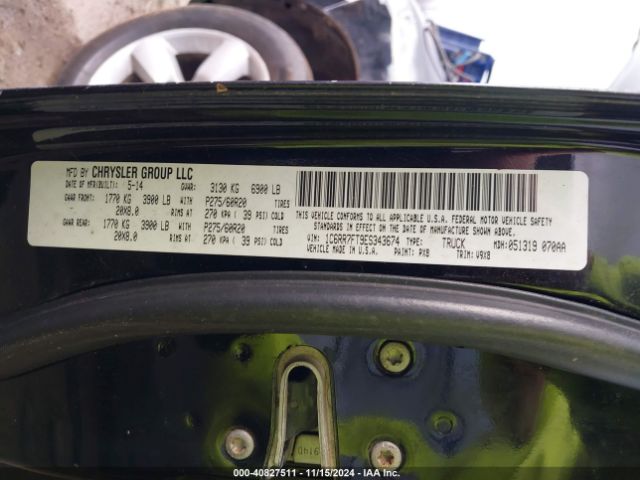 MFD BY CHRYSLER GROUP LLC
DATE OF MFR(BUILT): 5-14 GVWR: 3130 KG 6900 LB
GAWR FRONT: 1770 KG 3900 LB P275/60R20 TIRES
20X8.0 RIMS AT 270 KPA ( 39 PSI) COLD
GAWR REAR: 1770 KG 3900 LB P275/60R20 TIRES
20X8.0 RIMS AT 270 KPA ( 39 PSI) COLD
THIS VEHICLE CONFORMS TO ALL APPLICABLE U.S.A. FEDERAL MOTOR VEHICLE SAFETY
STANDARDS IN EFFECT ON THE DATE OF MANUFACTURE SHOWN ABOVE.
VIN: 1C6RR7FT9ES343674 TYPE: TRUCK MDH: 051319 070AA
VEHICLE MADE IN U.S.A. PAINT: PX8 TRIM: V9X8
914D
00-40827511 - 11/15/2024 - IAA Inc.